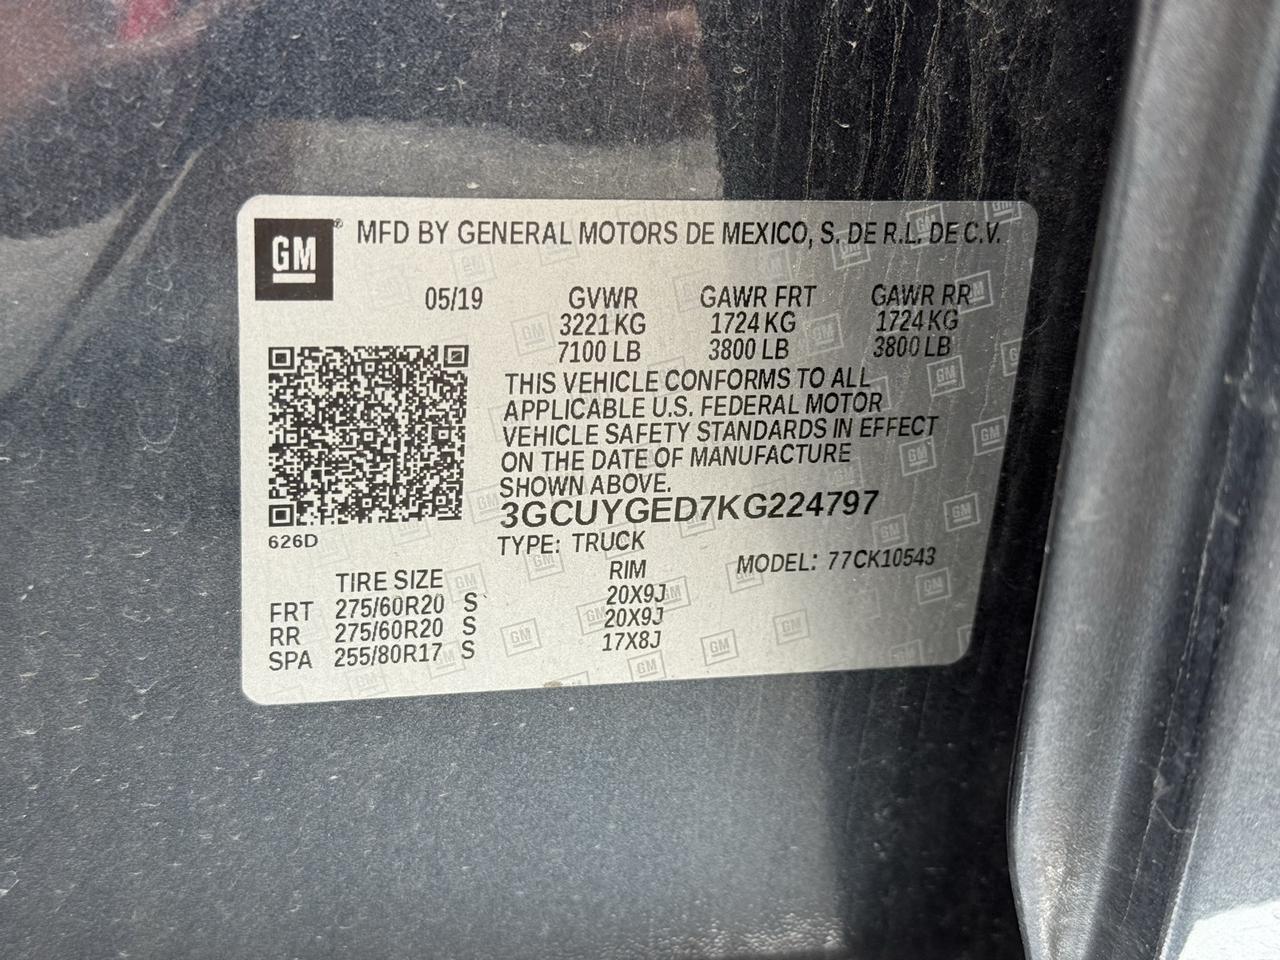 GM® MFD BY GENERAL MOTORS DE MEXICO, S. DE R.L. DE C.V.
05/19 GVWR GAWR FRT GAWR RR
3221 KG 1724 KG 1724 KG
7100 LB 3800 LB 3800 LB
THIS VEHICLE CONFORMS TO ALL
APPLICABLE U.S. FEDERAL MOTOR
VEHICLE SAFETY STANDARDS IN EFFECT
ON THE DATE OF MANUFACTURE
SHOWN ABOVE.
3GCUYGED7KG224797
626D
TYPE: TRUCK
MODEL: 77CK10543
TIRE SIZE RIM
FRT 275/60R20 S 20X9J
RR 275/60R20 S 20X9J
SPA 255/80R17 S 17X8J